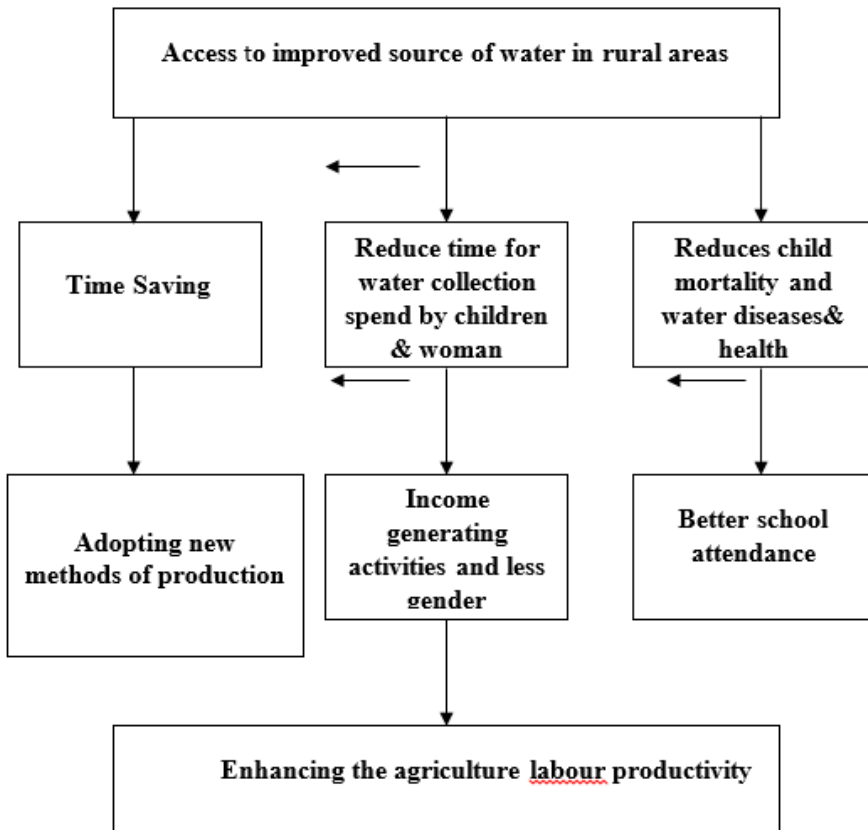 Access to improved source of water in rural areas
Time Saving
Reduce time for
water collection
spend by children
& woman
Reduces child
mortality and
water diseases&
health
Adopting new
methods of production
Income
generating
activities and less
gender
Better school
attendance
Enhancing the agriculture labour productivity